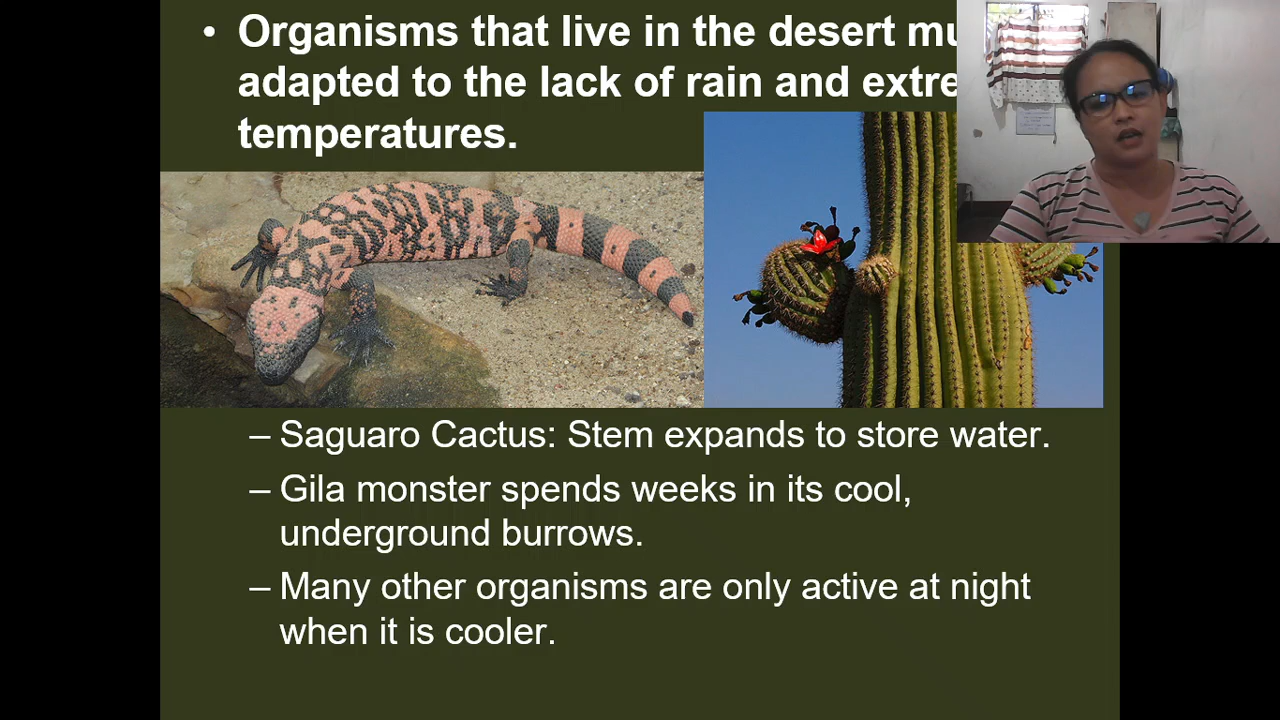 • Organisms that live in the desert mu
adapted to the lack of rain and extre
temperatures.
– Saguaro Cactus: Stem expands to store water.
– Gila monster spends weeks in its cool,
underground burrows.
– Many other organisms are only active at night
when it is cooler.